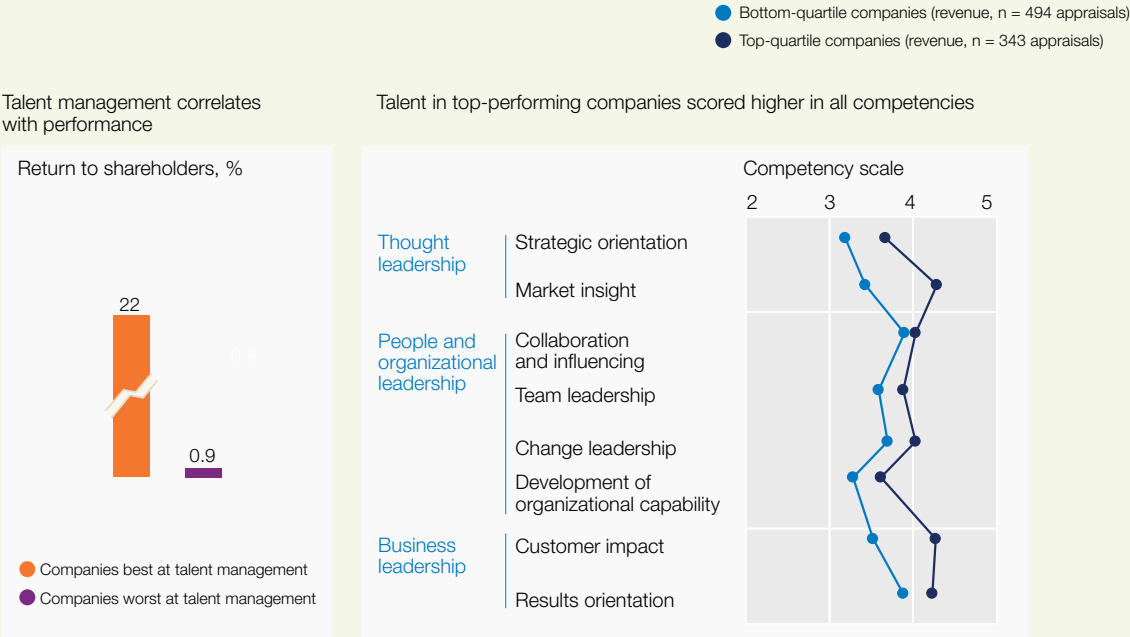 Bottom-quartile companies (revenue, n = 494 appraisals)
Top-quartile companies (revenue, n = 343 appraisals)
Talent management correlates
with performance
Return to shareholders, %
22
0.9
0.9
Companies best at talent management
Companies worst at talent management
Talent in top-performing companies scored higher in all competencies
Competency scale
2 3 4 5
Thought
leadership
Strategic orientation
Market insight
People and
organizational
leadership
Collaboration
and influencing
Team leadership
Change leadership
Development of
organizational capability
Business
leadership
Customer impact
Results orientation